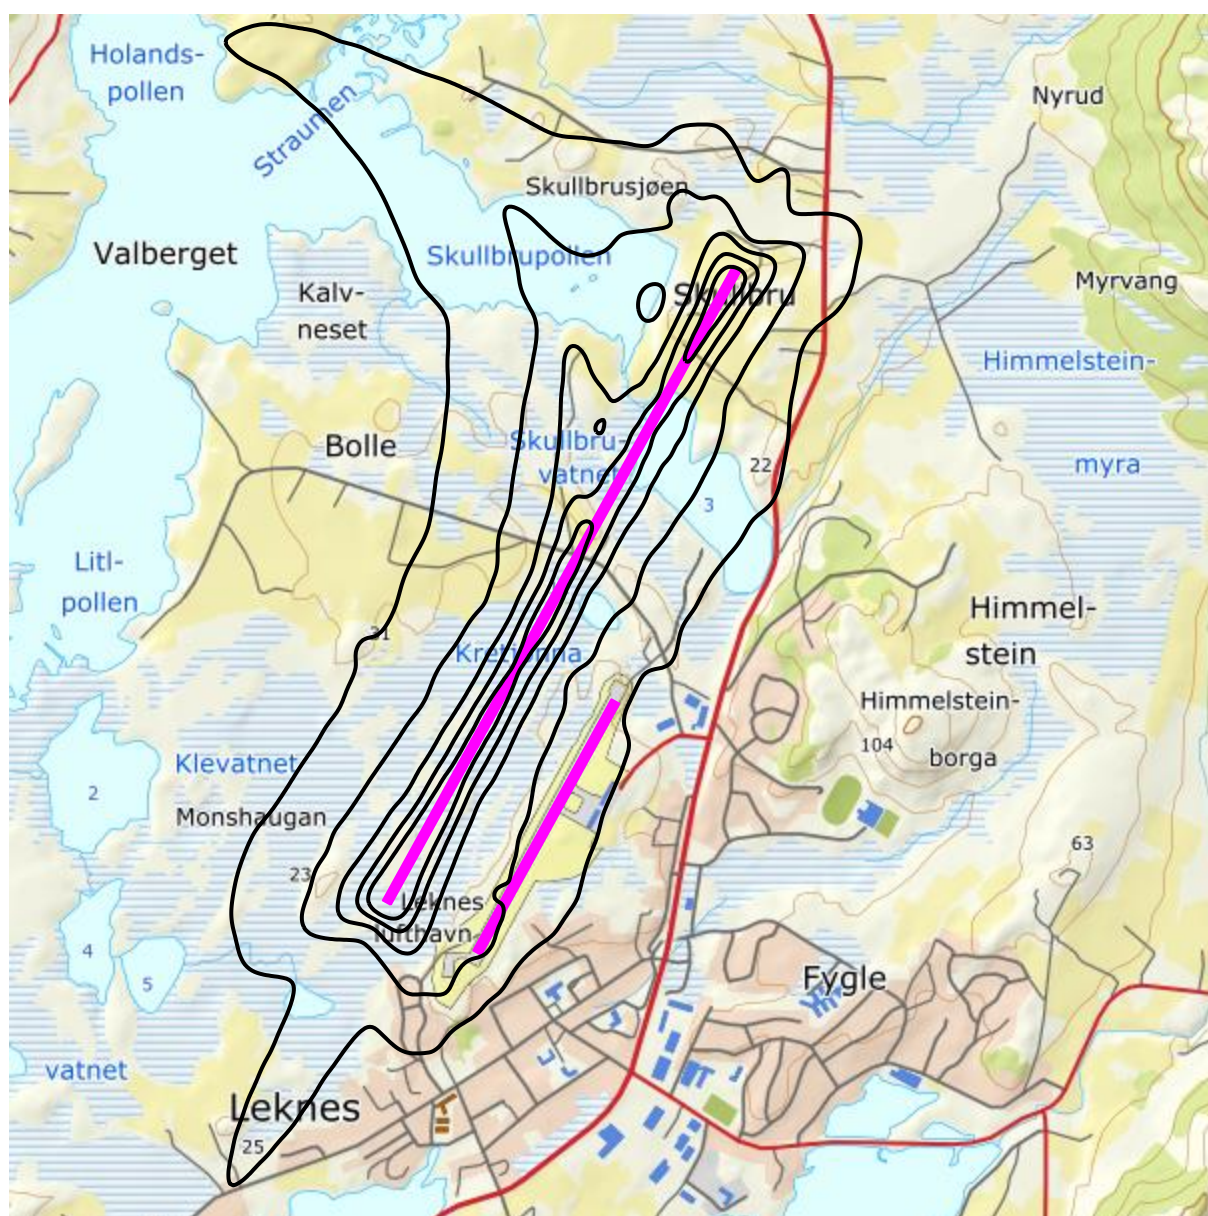 Holands-
pollen
Straumen
Nyrud
Skullbrusjøen
Valberget
Skullbrupollen
Kalv-
neset
Skullbru
Myrvang
Himmelstein-
myra
Bolle
Skullbru-
vatnet
22
3
Litl-
pollen
31
Kretjønna
Himmel-
stein
Himmelstein-
borga
104
Klevatnet
2
Monshaugan
63
23
Leknes
lufthavn
4
5
Fygle
vatnet
Leknes
25